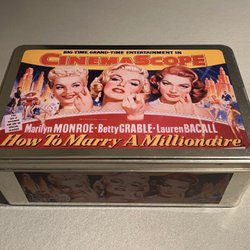 BIG-TIME, GRAND-TIME ENTERTAINMENT IN
CINEMASCOPE
Marilyn MONROE - Betty GRABLE - Lauren BACALL
How To Marry A Millionaire